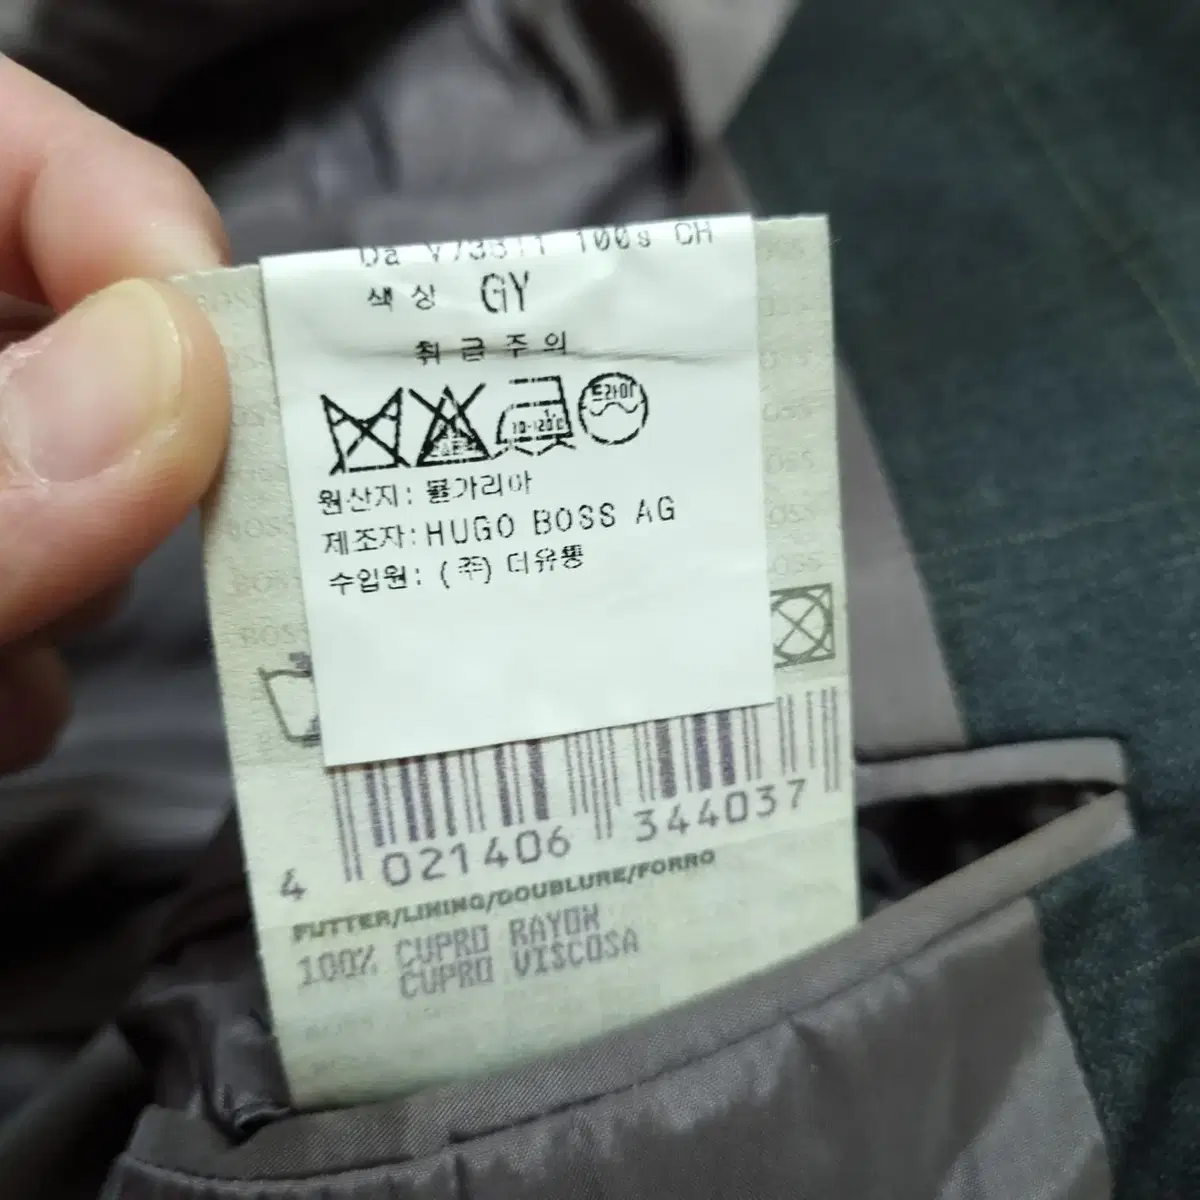 100s CH
색상 GY
취급주의
드라이
원산지: 불가리아
제조자: HUGO BOSS AG
수입원: (주) 더유통
4 021406 344037
FUTTER/LINING/DOUBLURE/FORRO
100% CUPRO RAYON
CUPRO VISCOSA